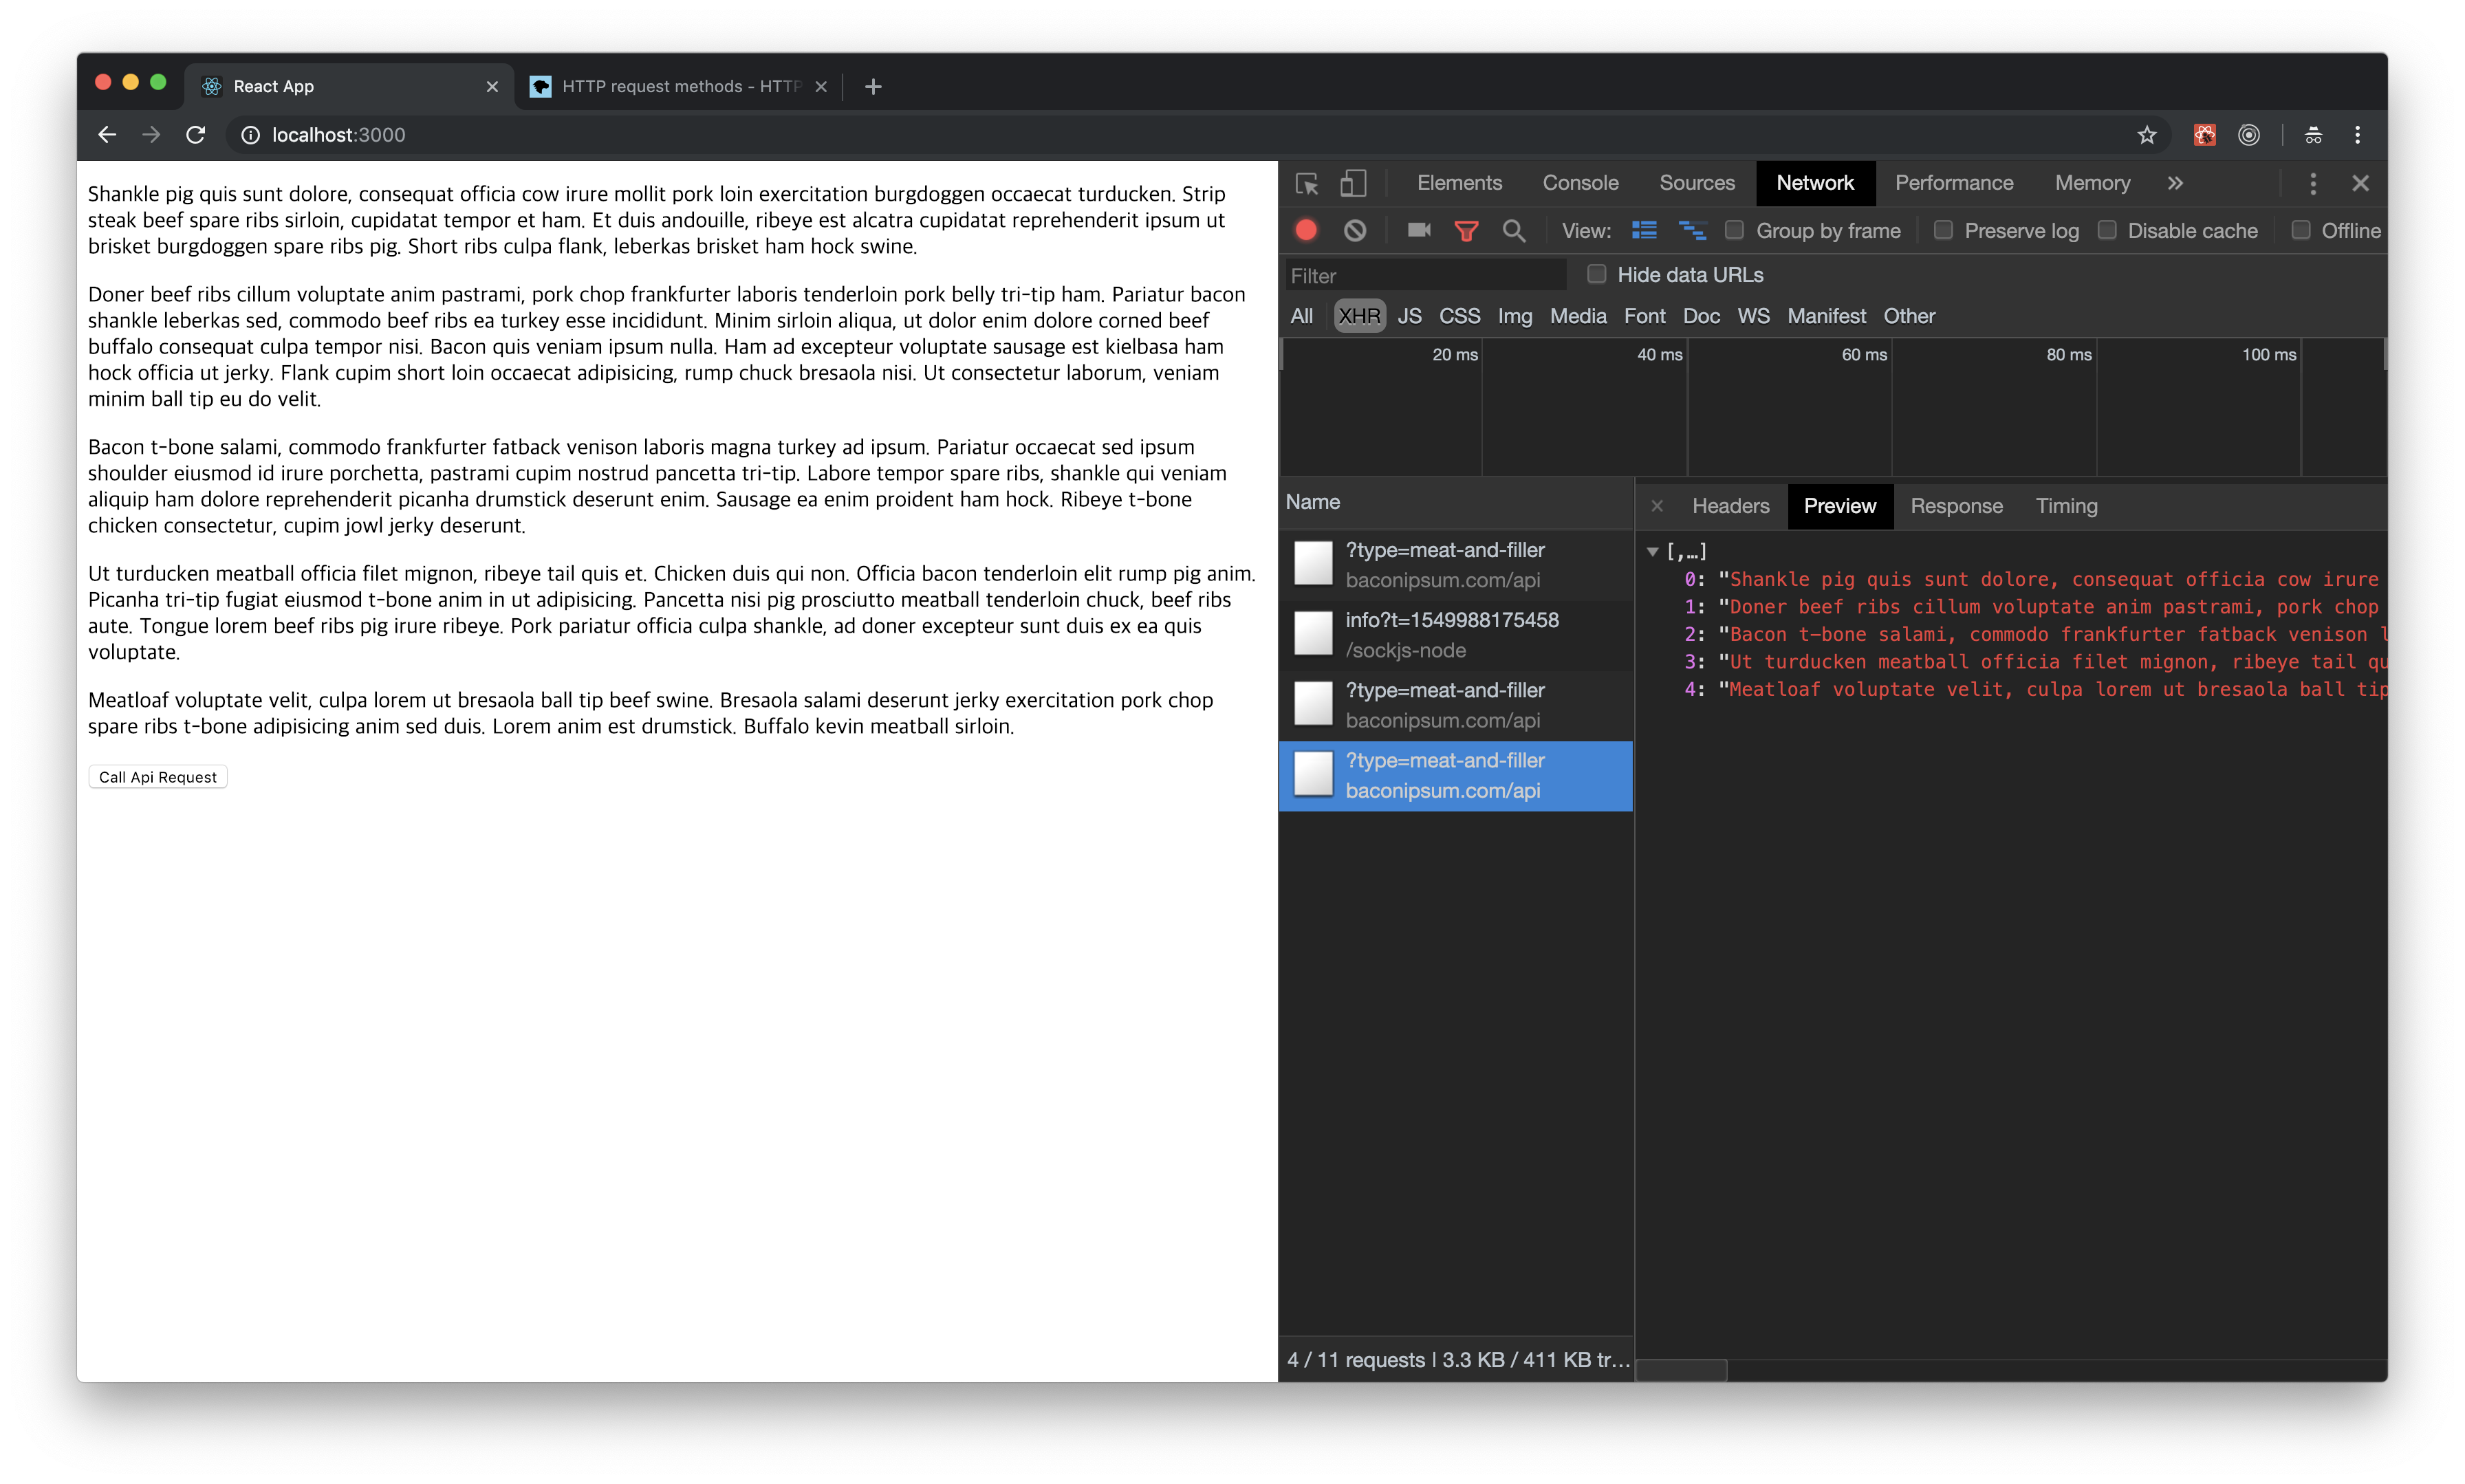 React App
HTTP request methods - HTTP
localhost:3000
Shankle pig quis sunt dolore, consequat officia cow irure mollit pork loin exercitation burgdoggen occaecat turducken. Strip
steak beef spare ribs sirloin, cupidatat tempor et ham. Et duis andouille, ribeye est alcatra cupidatat reprehenderit ipsum ut
brisket burgdoggen spare ribs pig. Short ribs culpa flank, leberkas brisket ham hock swine.
Doner beef ribs cillum voluptate anim pastrami, pork chop frankfurter laboris tenderloin pork belly tri-tip ham. Pariatur bacon
shankle leberkas sed, commodo beef ribs ea turkey esse incididunt. Minim sirloin aliqua, ut dolor enim dolore corned beef
buffalo consequat culpa tempor nisi. Bacon quis veniam ipsum nulla. Ham ad excepteur voluptate sausage est kielbasa ham
hock officia ut jerky. Flank cupim short loin occaecat adipisicing, rump chuck bresaola nisi. Ut consectetur laborum, veniam
minim ball tip eu do velit.
Bacon t-bone salami, commodo frankfurter fatback venison laboris magna turkey ad ipsum. Pariatur occaecat sed ipsum
shoulder eiusmod id irure porchetta, pastrami cupim nostrud pancetta tri-tip. Labore tempor spare ribs, shankle qui veniam
aliquip ham dolore reprehenderit picanha drumstick deserunt enim. Sausage ea enim proident ham hock. Ribeye t-bone
chicken consectetur, cupim jowl jerky deserunt.
Ut turducken meatball officia filet mignon, ribeye tail quis et. Chicken duis qui non. Officia bacon tenderloin elit rump pig anim.
Picanha tri-tip fugiat eiusmod t-bone anim in ut adipisicing. Pancetta nisi pig prosciutto meatball tenderloin chuck, beef ribs
aute. Tongue lorem beef ribs pig irure ribeye. Pork pariatur officia culpa shankle, ad doner excepteur sunt duis ex ea quis
voluptate.
Meatloaf voluptate velit, culpa lorem ut bresaola ball tip beef swine. Bresaola salami deserunt jerky exercitation pork chop
spare ribs t-bone adipisicing anim sed duis. Lorem anim est drumstick. Buffalo kevin meatball sirloin.
Call Api Request
Elements Console Sources Network Performance Memory »
View: Group by frame Preserve log Disable cache Offline
Filter Hide data URLs
All XHR JS CSS Img Media Font Doc WS Manifest Other
20 ms 40 ms 60 ms 80 ms 100 ms
Name
?type=meat-and-filler
baconipsum.com/api
info?t=1549988175458
/sockjs-node
?type=meat-and-filler
baconipsum.com/api
?type=meat-and-filler
baconipsum.com/api
4 / 11 requests | 3.3 KB / 411 KB tr…
Headers Preview Response Timing
[,…]
0: "Shankle pig quis sunt dolore, consequat officia cow irure
1: "Doner beef ribs cillum voluptate anim pastrami, pork chop
2: "Bacon t-bone salami, commodo frankfurter fatback venison l
3: "Ut turducken meatball officia filet mignon, ribeye tail qu
4: "Meatloaf voluptate velit, culpa lorem ut bresaola ball tip